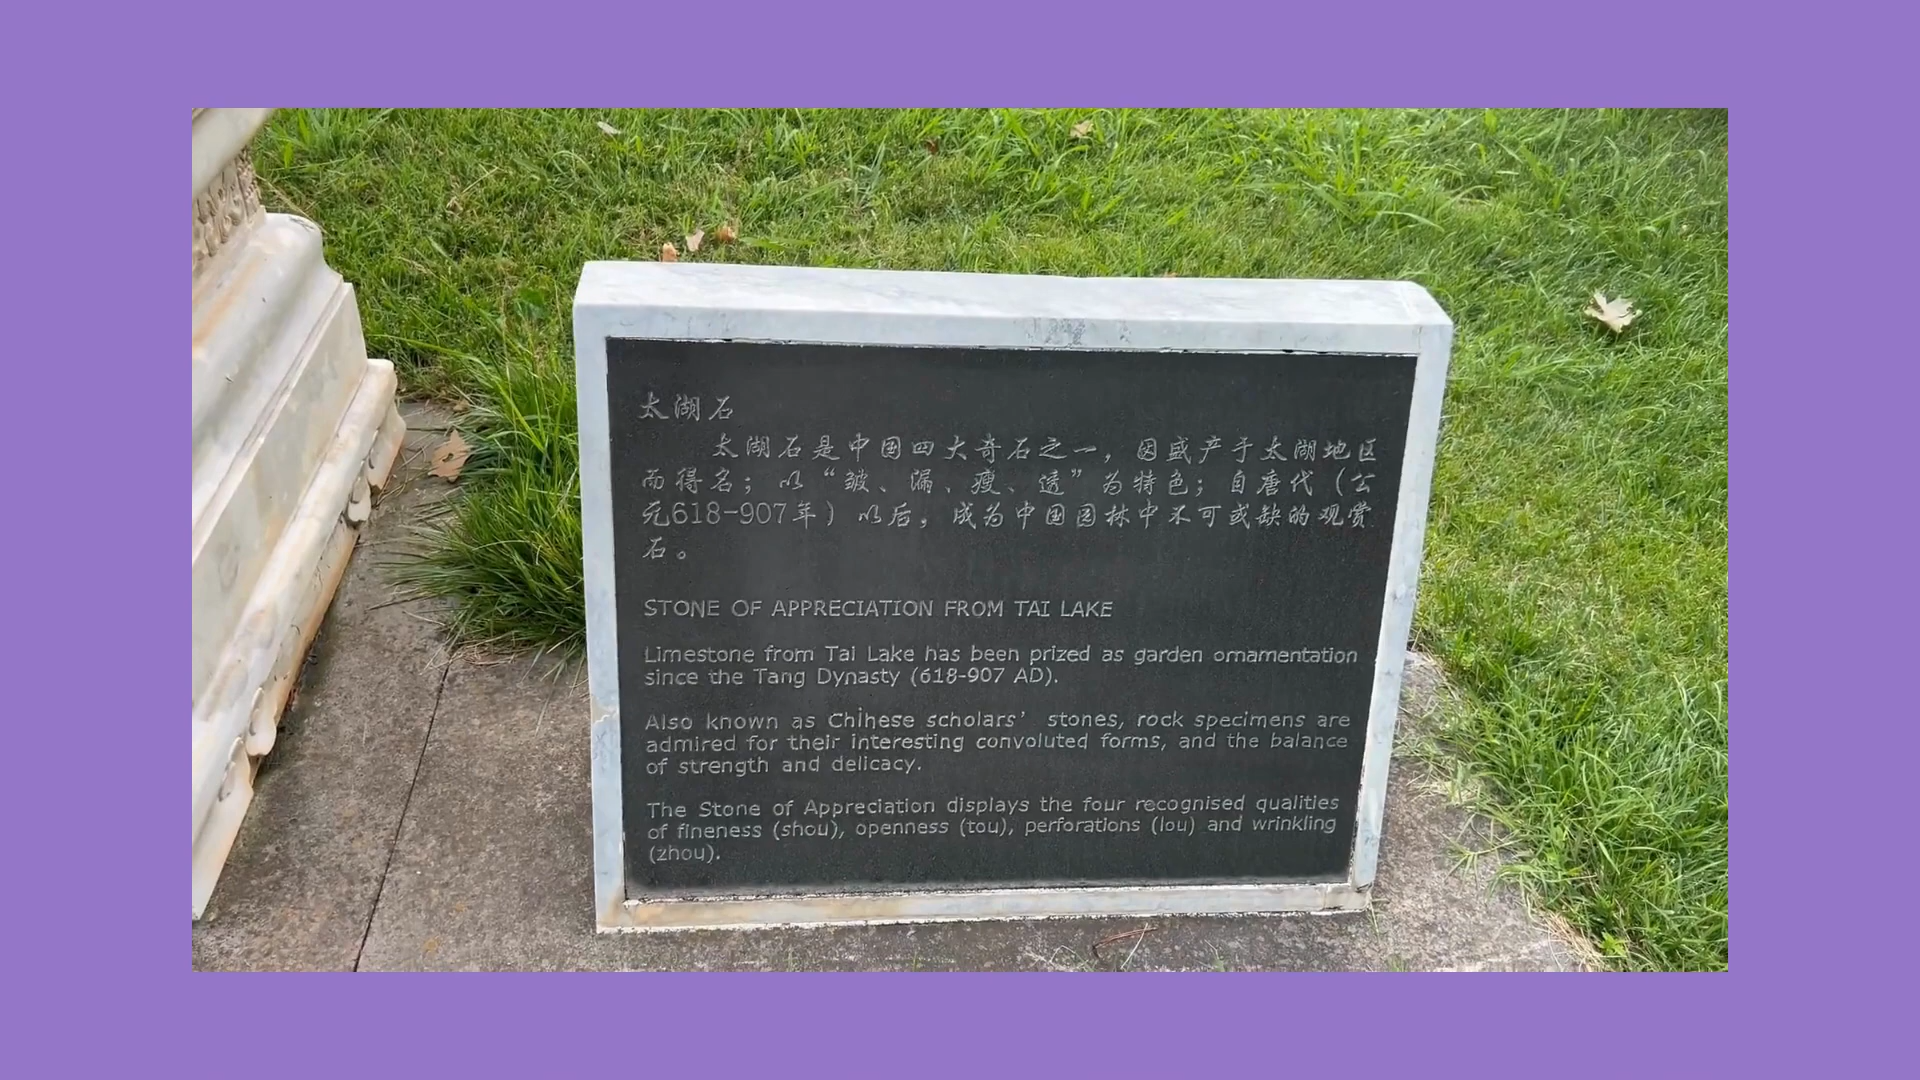 太湖石
太湖石是中国四大奇石之一，因盛产于太湖地区
而得名；以“皱、漏、瘦、透”为特色；自唐代（公
元618-907年）以后，成为中国园林中不可或缺的观赏
石。
STONE OF APPRECIATION FROM TAI LAKE
Limestone from Tai Lake has been prized as garden ornamentation
since the Tang Dynasty (618-907 AD).
Also known as Chinese scholars’ stones, rock specimens are
admired for their interesting convoluted forms, and the balance
of strength and delicacy.
The Stone of Appreciation displays the four recognised qualities
of fineness (shou), openness (tou), perforations (lou) and wrinkling
(zhou).